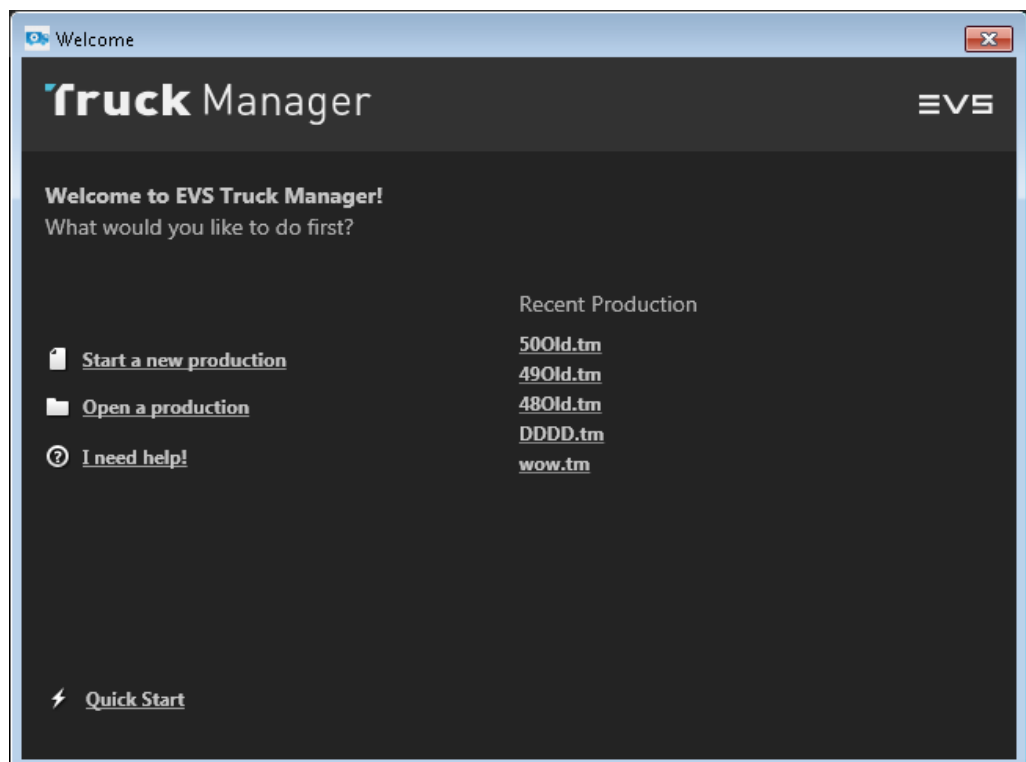 Welcome
Truck Manager
EVS
Welcome to EVS Truck Manager!
What would you like to do first?
Recent Production
50Old.tm
49Old.tm
48Old.tm
DDDD.tm
wow.tm
Start a new production
Open a production
I need help!
Quick Start